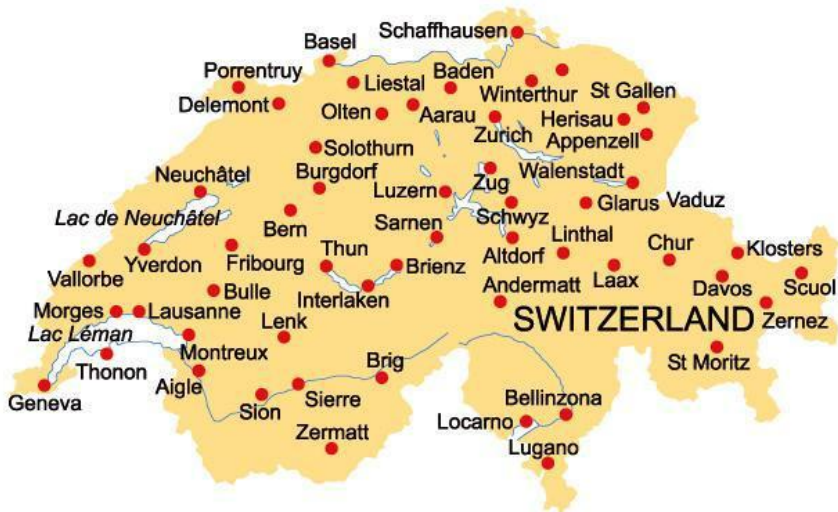 Schaffhausen
Basel
Porrentruy
Liestal
Baden
Delemont
Olten
Aarau
Winterthur
St Gallen
Zurich
Herisau
Appenzell
Solothurn
Neuchâtel
Burgdorf
Luzern
Zug
Walenstadt
Lac de Neuchâtel
Bern
Sarnen
Schwyz
Glarus
Vaduz
Yverdon
Fribourg
Thun
Brienz
Altdorf
Linthal
Chur
Klosters
Vallorbe
Bulle
Interlaken
Laax
Davos
Scuol
Morges
Lausanne
Andermatt
SWITZERLAND
Zernez
Lac Léman
Lenk
Montreux
Thonon
Brig
St Moritz
Geneva
Aigle
Sion
Sierre
Bellinzona
Locarno
Zermatt
Lugano